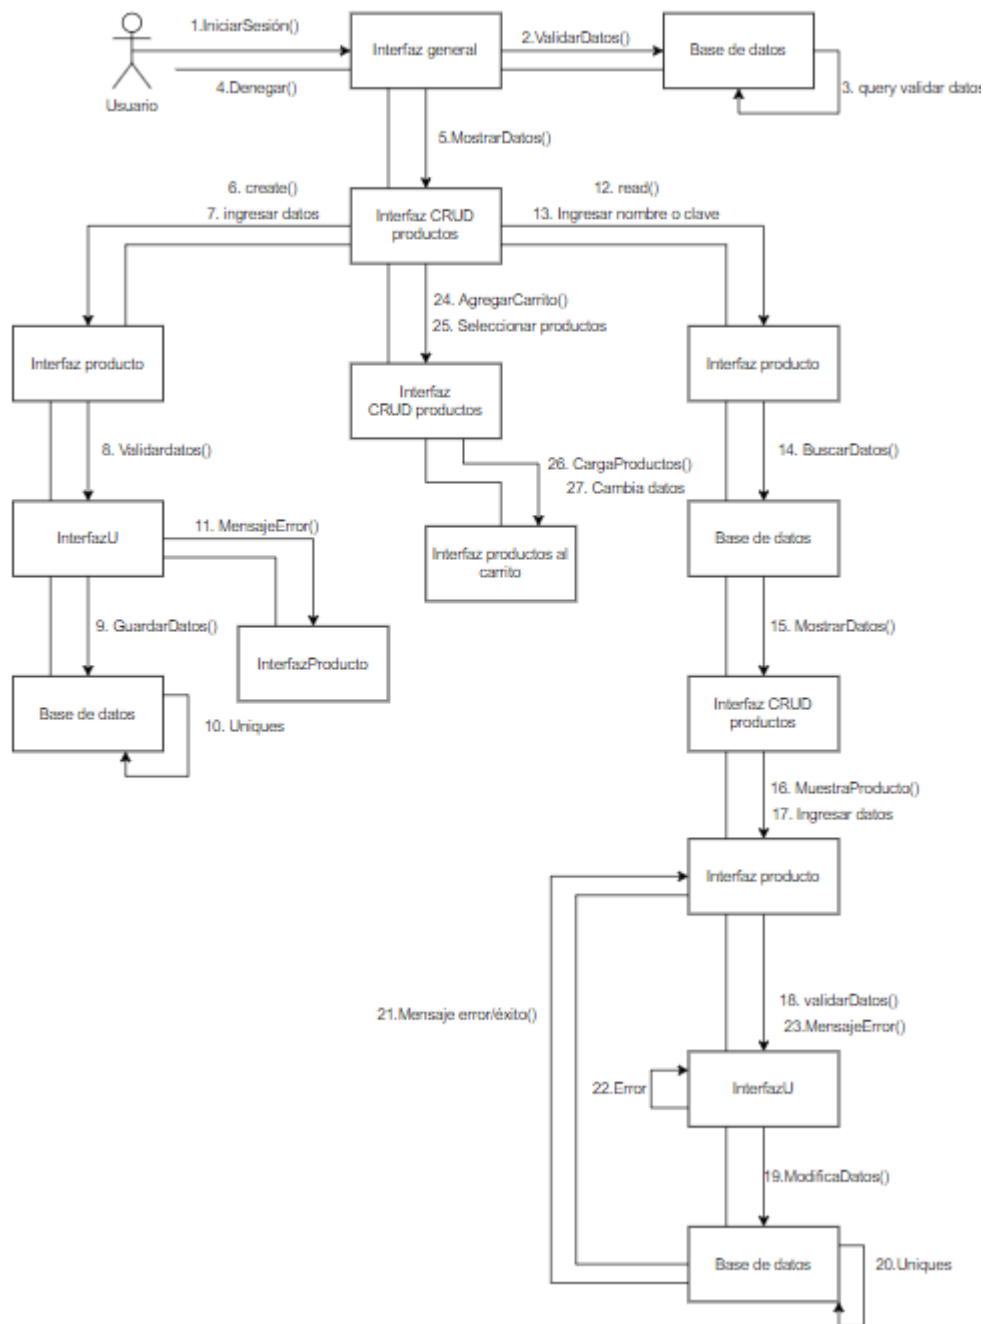 1.IniciarSesión()
Interfaz general
2.ValidarDatos()
Base de datos
4.Denegar()
3. query validar datos
Usuario
5.MostrarDatos()
6. create()
7. ingresar datos
Interfaz CRUD
productos
12. read()
13. Ingresar nombre o clave
24. AgregarCarrito()
25. Seleccionar productos
Interfaz producto
Interfaz
CRUD productos
Interfaz producto
8. Validardatos()
26. CargaProductos()
27. Cambia datos
14. BuscarDatos()
InterfazU
11. MensajeError()
Interfaz productos al
carrito
Base de datos
9. GuardarDatos()
InterfazProducto
15. MostrarDatos()
Base de datos
10. Uniques
Interfaz CRUD
productos
16. MuestraProducto()
17. Ingresar datos
Interfaz producto
21.Mensaje error/éxito()
18. validarDatos()
23.MensajeError()
22.Error
InterfazU
19.ModificaDatos()
Base de datos
20.Uniques